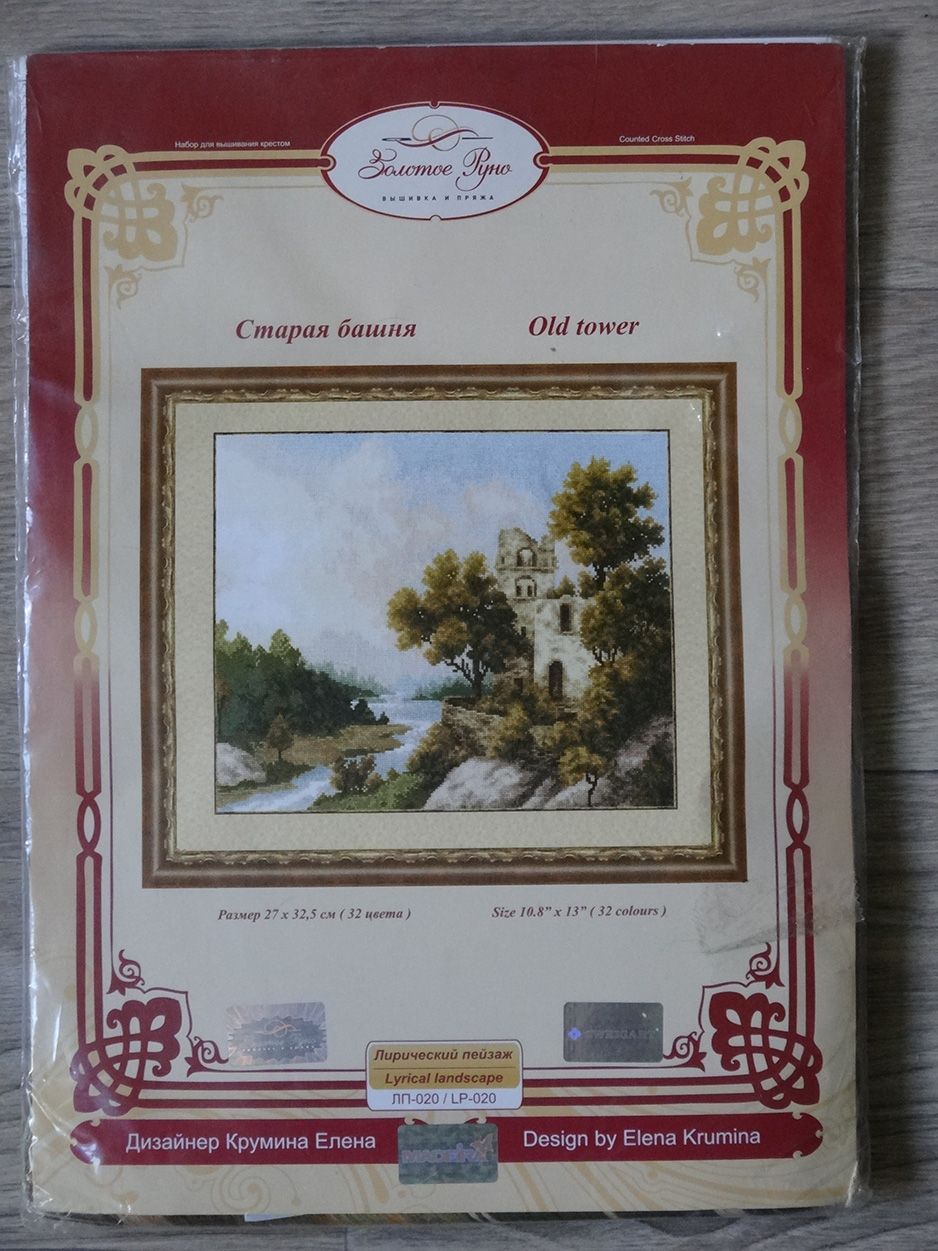 Набор для вышивания крестом
Counted Cross Stitch
Золотое Руно
ВЫШИВКА И ПРЯЖА
Старая башня
Old tower
Размер 27 х 32,5 см ( 32 цвета )
Size 10.8” x 13” ( 32 colours )
ZWEIGART
Лирический пейзаж
Lyrical landscape
ЛП-020 / LP-020
Дизайнер Крумина Елена
MADEIRA
Design by Elena Krumina